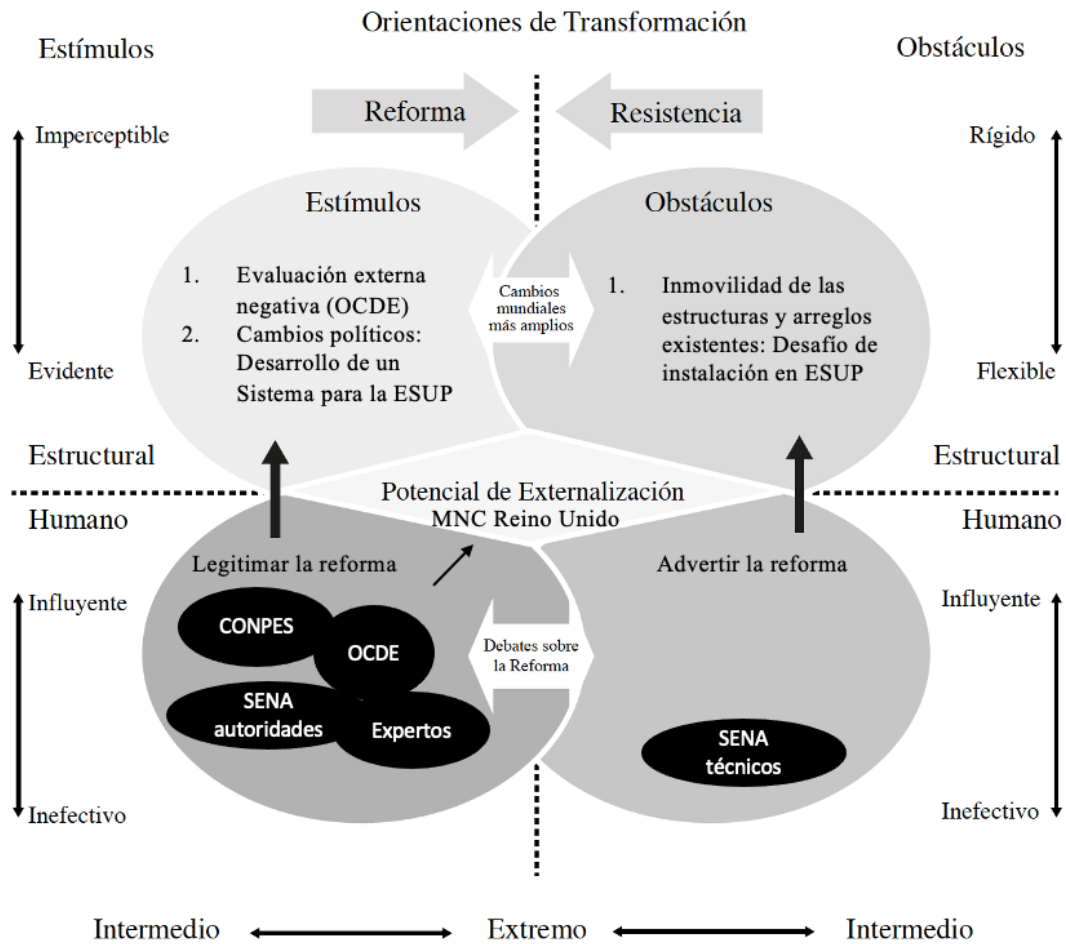 Orientaciones de Transformación
Estímulos
Obstáculos
Reforma
Resistencia
Imperceptible
Rígido
Estímulos
Obstáculos
1. Evaluación externa
negativa (OCDE)
2. Cambios políticos:
Desarrollo de un
Sistema para la ESUP
Cambios
mundiales
más amplios
1. Inmovilidad de las
estructuras y arreglos
existentes: Desafío de
instalación en ESUP
Evidente
Flexible
Estructural
Estructural
Potencial de Externalización
MNC Reino Unido
Humano
Humano
Legitimar la reforma
Advertir la reforma
Influyente
Influyente
CONPES
OCDE
Debates sobre
la Reforma
SENA
autoridades
Expertos
SENA
técnicos
Inefectivo
Inefectivo
Intermedio
Extremo
Intermedio